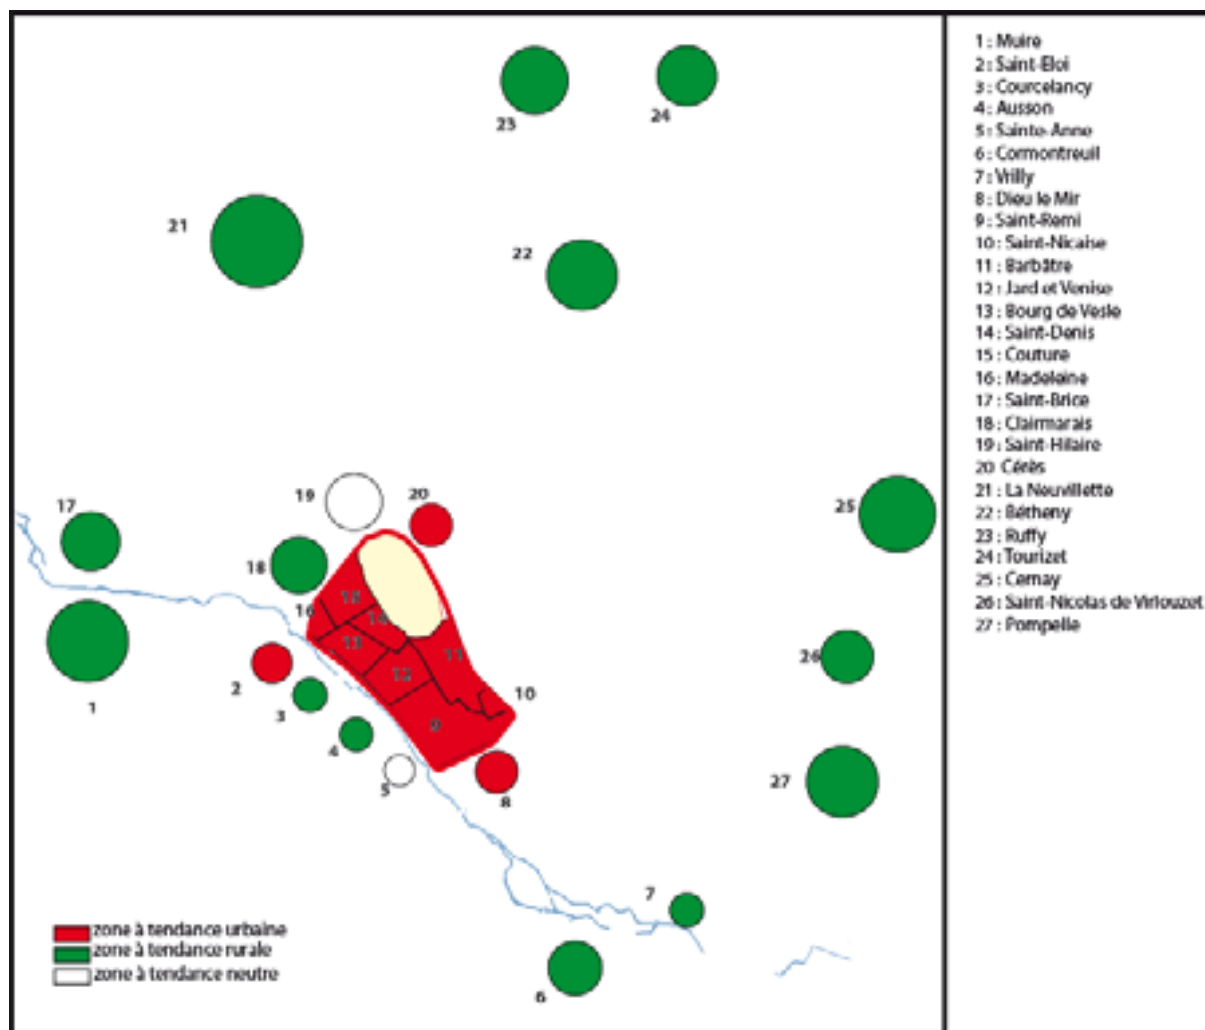 1 : Muire
2 : Saint-Eloi
3 : Courcelancy
4 : Ausson
5 : Sainte-Anne
6 : Cormontreuil
7 : Vrilly
8 : Dieu le Mir
9 : Saint-Remi
10 : Saint-Nicaise
11 : Barbâtre
12 : Jard et Venise
13 : Bourg de Vesle
14 : Saint-Denis
15 : Couture
16 : Madeleine
17 : Saint-Brice
18 : Clairmarais
19 : Saint-Hilaire
20 Cérès
21 : La Neuvillette
22 : Bétheny
23 : Ruffy
24 : Tourizet
25 : Cernay
26 : Saint-Nicolas de Virlouzet
27 : Pompelle
23
24
21
22
19
20
17
25
18
15
16
14
13
11
26
12
2
3
10
1
9
4
5
8
27
7
6
zone à tendance urbaine
zone à tendance rurale
zone à tendance neutre